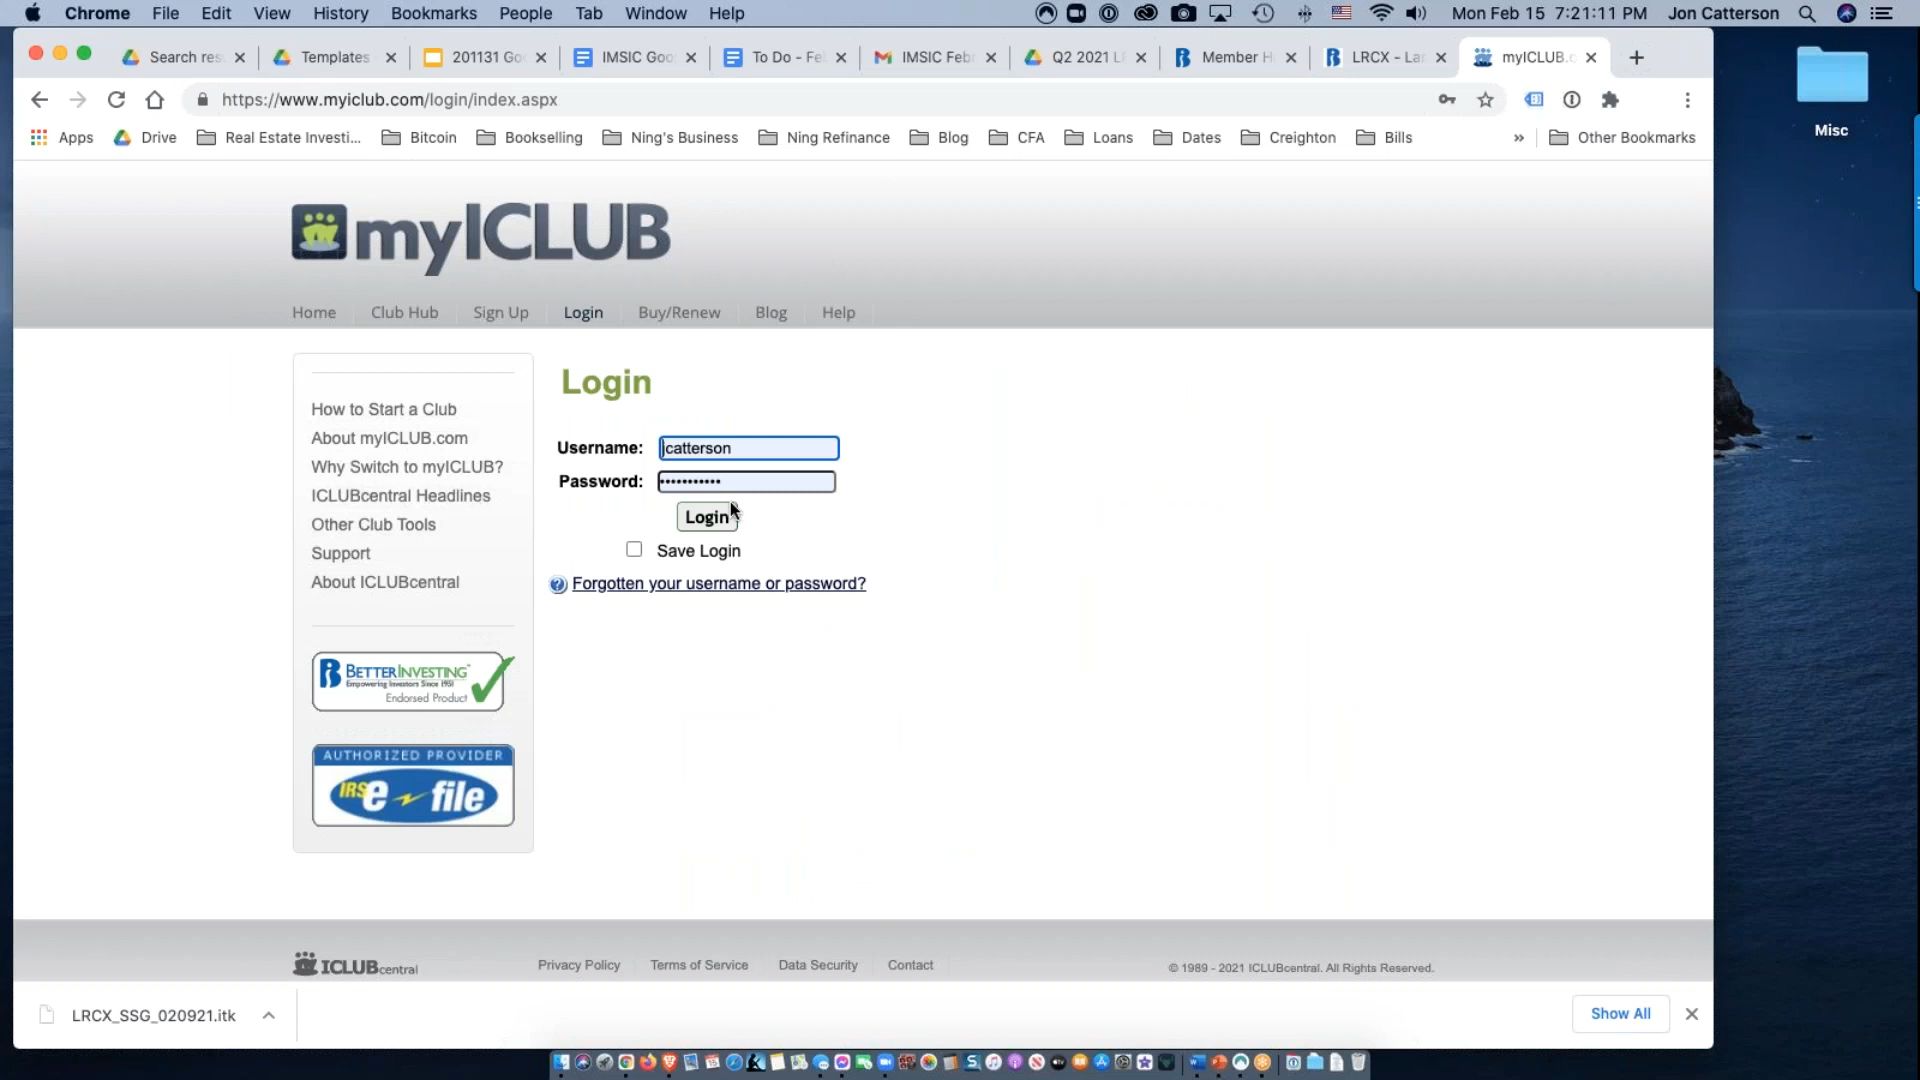 Chrome File Edit View History Bookmarks People Tab Window Help Mon Feb 15 7:21:11 PM Jon Catterson
Search res Templates 201131 Go IMSIC Goo To Do - Fe IMSIC Feb Q2 2021 L Member H LRCX - La myICLUB.c
https://www.myiclub.com/login/index.aspx
Apps Drive Real Estate Investi... Bitcoin Bookselling Ning's Business Ning Refinance Blog CFA Loans Dates Creighton Bills » Other Bookmarks
Misc
myICLUB
Home Club Hub Sign Up Login Buy/Renew Blog Help
Login
How to Start a Club
About myICLUB.com
Why Switch to myICLUB?
ICLUBcentral Headlines
Other Club Tools
Support
About ICLUBcentral
Username: jcatterson
Password: •••••••••••
Login
Save Login
Forgotten your username or password?
BETTERINVESTING
Empowering Investors Since 1951
Endorsed Product
AUTHORIZED PROVIDER
IRS e file
ICLUBcentral Privacy Policy Terms of Service Data Security Contact © 1989 - 2021 ICLUBcentral. All Rights Reserved.
LRCX_SSG_020921.itk Show All